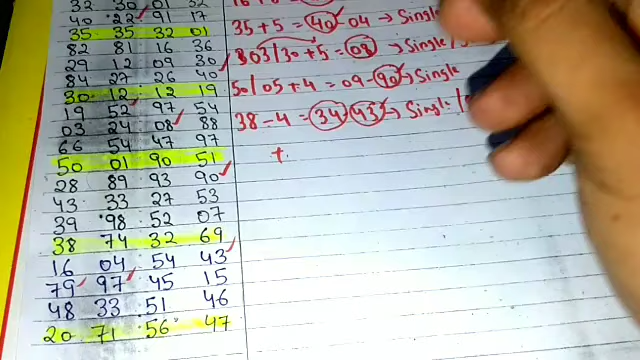 32 30 01 32
40 22 91 17
35 35 32 01 35+5=40 04 → Single
82 81 16 36
29 12 09 30 303/30+5=08 → Single
84 27 26 40
30 12 12 19 50/05+4=09-90 → Single
19 52 97 54
03 24 08 88 38-4=34 43 → Single
66 54 47 97
50 01 90 51 +
28 89 93 90
43 33 27 53
39 98 52 07
38 74 32 69
16 04 54 43
79 97 45 15
48 33 51 46
20 71 56 47